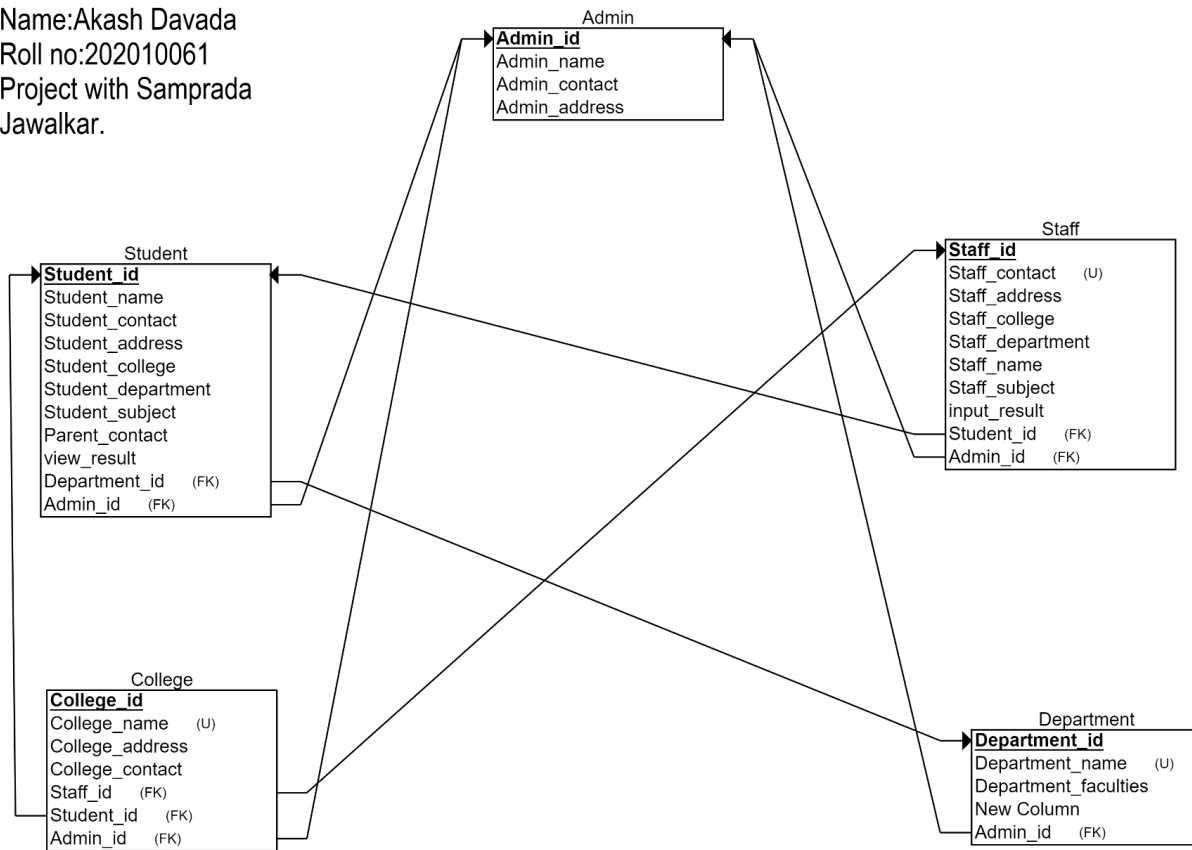 Name:Akash Davada
Roll no:202010061
Project with Samprada
Jawalkar.
Admin
Admin_id
Admin_name
Admin_contact
Admin_address
Student
Student_id
Student_name
Student_contact
Student_address
Student_college
Student_department
Student_subject
Parent_contact
view_result
Department_id (FK)
Admin_id (FK)
Staff
Staff_id
Staff_contact (U)
Staff_address
Staff_college
Staff_department
Staff_name
Staff_subject
input_result
Student_id (FK)
Admin_id (FK)
College
College_id
College_name (U)
College_address
College_contact
Staff_id (FK)
Student_id (FK)
Admin_id (FK)
Department
Department_id
Department_name (U)
Department_faculties
New Column
Admin_id (FK)